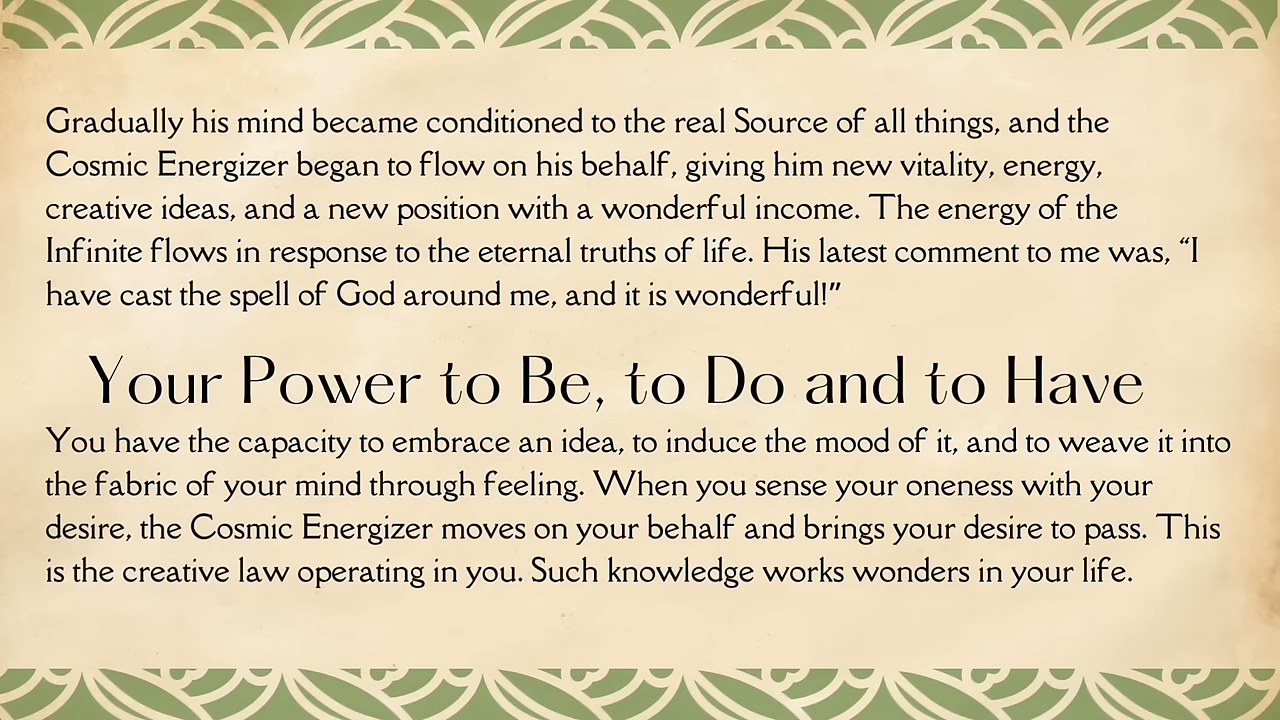 Gradually his mind became conditioned to the real Source of all things, and the
Cosmic Energizer began to flow on his behalf, giving him new vitality, energy,
creative ideas, and a new position with a wonderful income. The energy of the
Infinite flows in response to the eternal truths of life. His latest comment to me was, “I
have cast the spell of God around me, and it is wonderful!"
Your Power to Be, to Do and to Have
You have the capacity to embrace an idea, to induce the mood of it, and to weave it into
the fabric of your mind through feeling. When you sense your oneness with your
desire, the Cosmic Energizer moves on your behalf and brings your desire to pass. This
is the creative law operating in you. Such knowledge works wonders in your life.